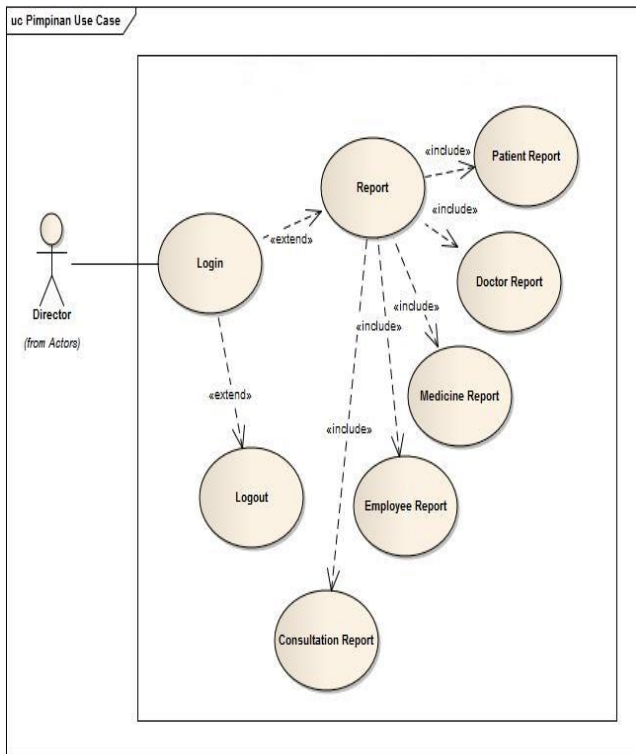 uc Pimpinan Use Case
«include»
Patient Report
Report
«include»
«extend»
Login
Doctor Report
Director
(from Actors)
«include»
«include»
«extend»
Medicine Report
«include»
Logout
Employee Report
Consultation Report